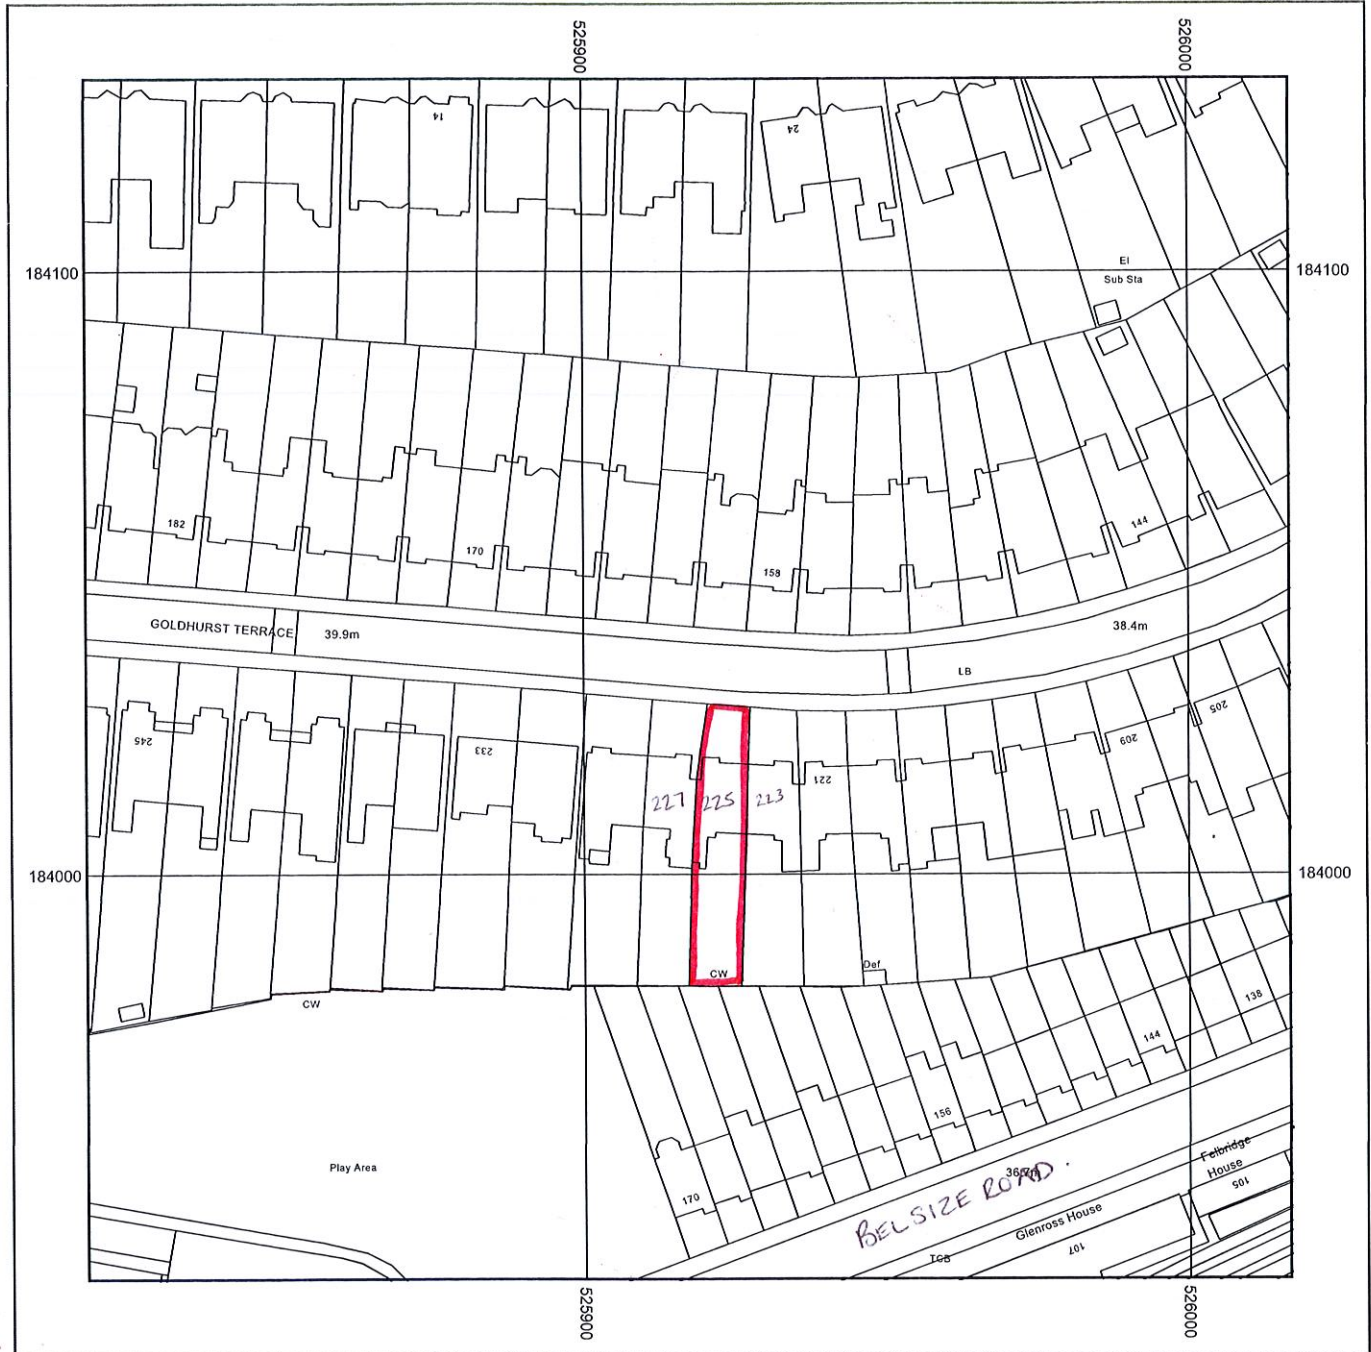 525900
526000
14
24
184100
184100
El
Sub Sta
182
170
158
144
GOLDHURST TERRACE
39.9m
38.4m
LB
245
233
227
225
223
221
209
205
184000
184000
CW
CW
Def
138
144
156
170
Play Area
36.7m
BELSIZE ROAD
Felbridge
House
105
Glenross House
107
TCB
525900
526000